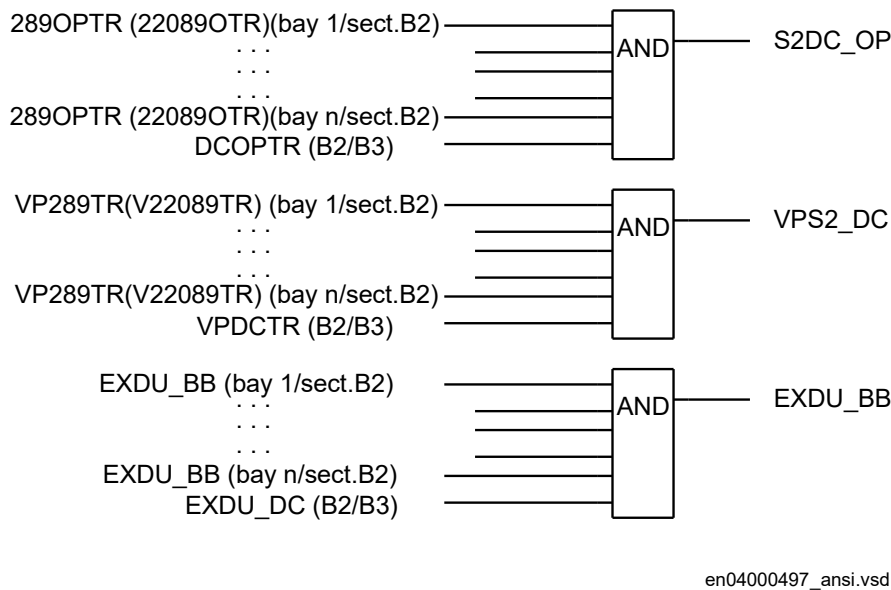 289OPTR (22089OTR)(bay 1/sect.B2)
. . .
. . .
. . .
289OPTR (22089OTR)(bay n/sect.B2)
DCOPTR (B2/B3)
AND
S2DC_OP
VP289TR(V22089TR) (bay 1/sect.B2)
. . .
. . .
. . .
VP289TR(V22089TR) (bay n/sect.B2)
VPDCTR (B2/B3)
AND
VPS2_DC
EXDU_BB (bay 1/sect.B2)
. . .
. . .
. . .
EXDU_BB (bay n/sect.B2)
EXDU_DC (B2/B3)
AND
EXDU_BB
en04000497_ansi.vsd